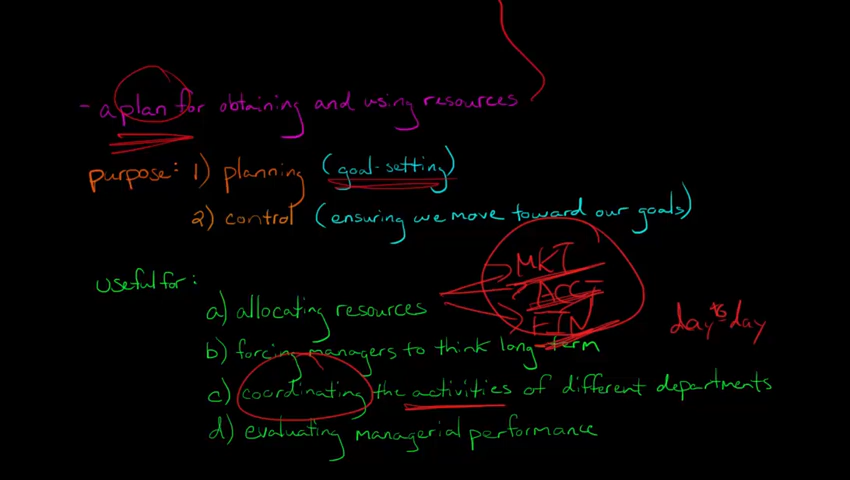 - a plan for obtaining and using resources
purpose: 1) planning (goal-setting)
2) control (ensuring we move toward our goals)
useful for:
MKT
ACCT
FIN
a) allocating resources
day-to-day
b) forcing managers to think long term
c) coordinating the activities of different departments
d) evaluating managerial performance